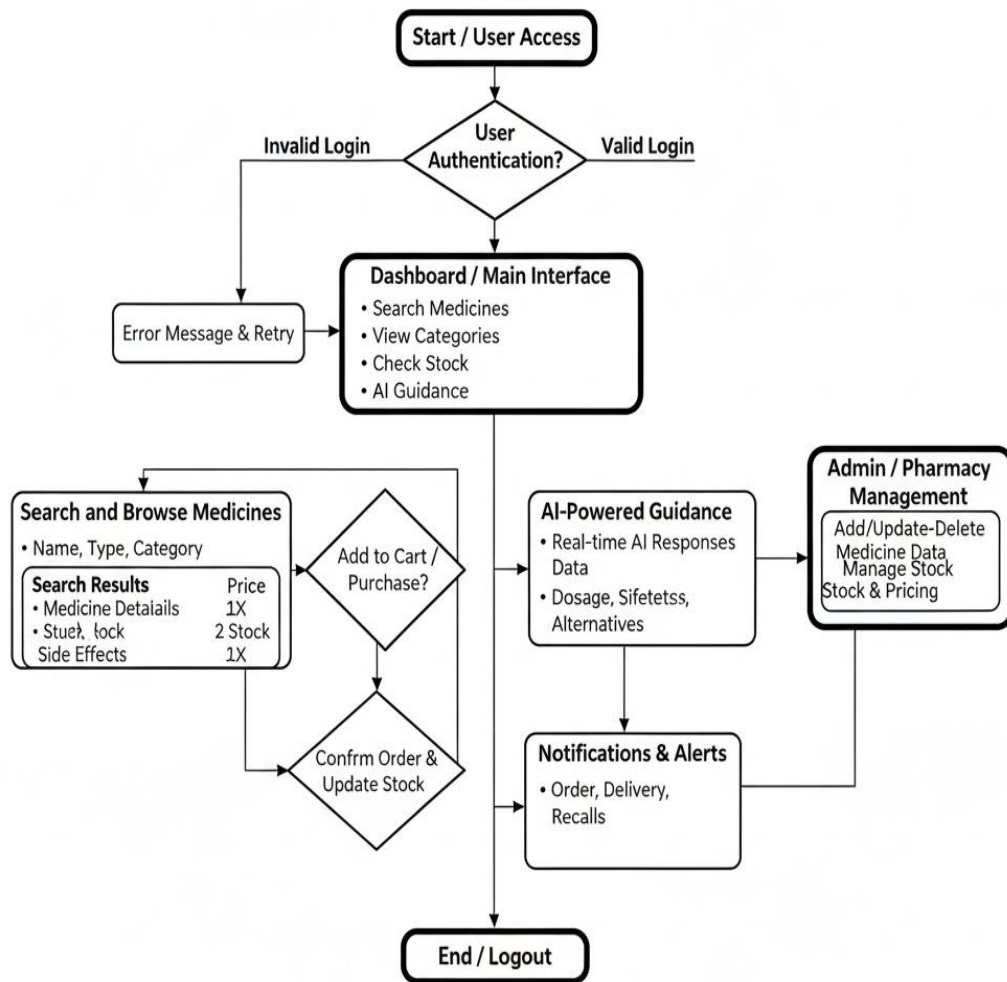 Start / User Access
User
Authentication?
Invalid Login
Valid Login
Dashboard / Main Interface
• Search Medicines
• View Categories
• Check Stock
• AI Guidance
Error Message & Retry
Search and Browse Medicines
• Name, Type, Category
Search Results Price
• Medicine Detaiails 1X
• 2 Stock
Side Effects 1X
Add to Cart /
Purchase?
Confrm Order &
Update Stock
AI-Powered Guidance
• Real-time AI Responses
Data
• Dosage,
Alternatives
Admin / Pharmacy
Management
Add/Update-Delete
Medicine Data
Manage Stock
Stock & Pricing
Notifications & Alerts
• Order, Delivery,
Recalls
End / Logout